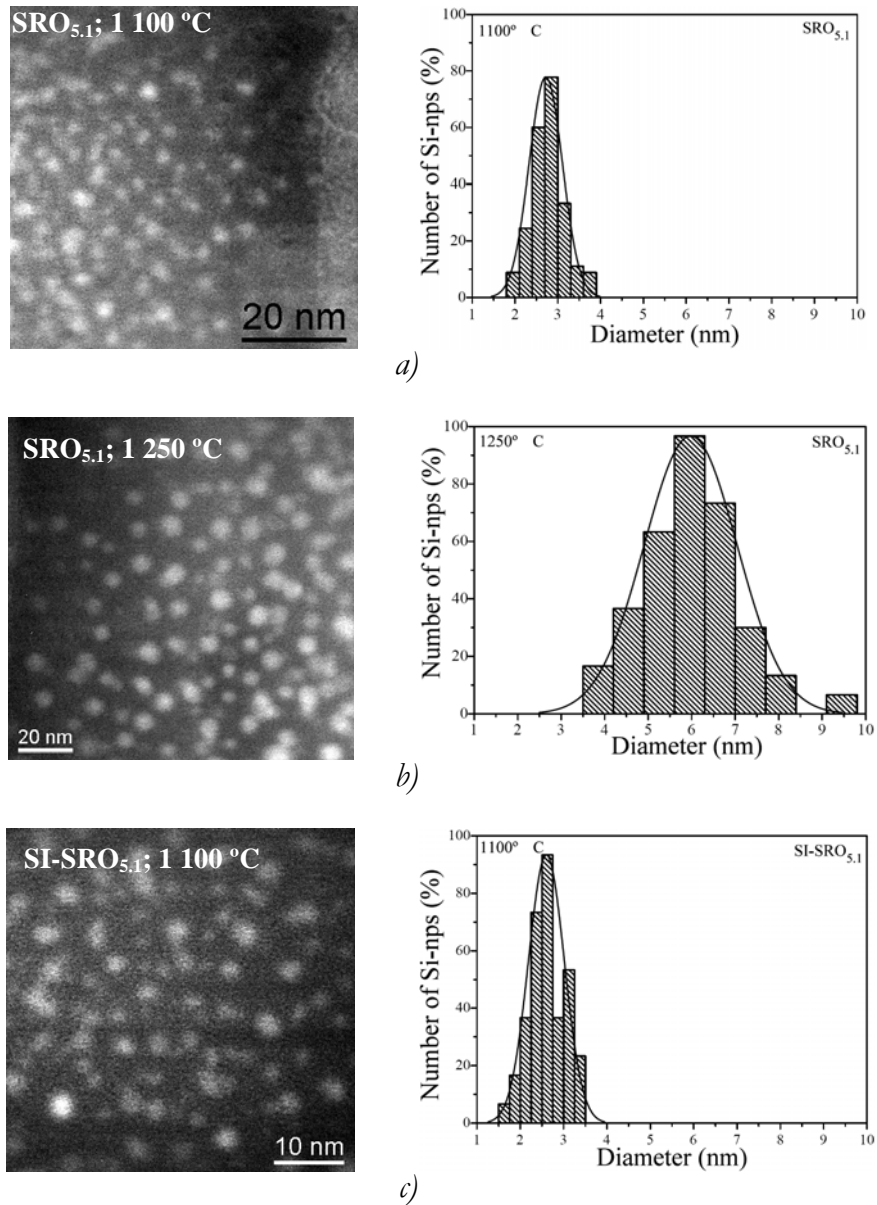 SRO5.1; 1 100 ºC
20 nm
1100º C
SRO5.1
100
80
60
40
20
0
Number of Si-nps (%)
1 2 3 4 5 6 7 8 9 10
Diameter (nm)
a)
SRO5.1; 1 250 ºC
20 nm
1250º C
SRO5.1
100
80
60
40
20
0
Number of Si-nps (%)
1 2 3 4 5 6 7 8 9 10
Diameter (nm)
b)
SI-SRO5.1; 1 100 ºC
10 nm
1100º C
SI-SRO5.1
100
80
60
40
20
0
Number of Si-nps (%)
1 2 3 4 5 6 7 8 9 10
Diameter (nm)
c)